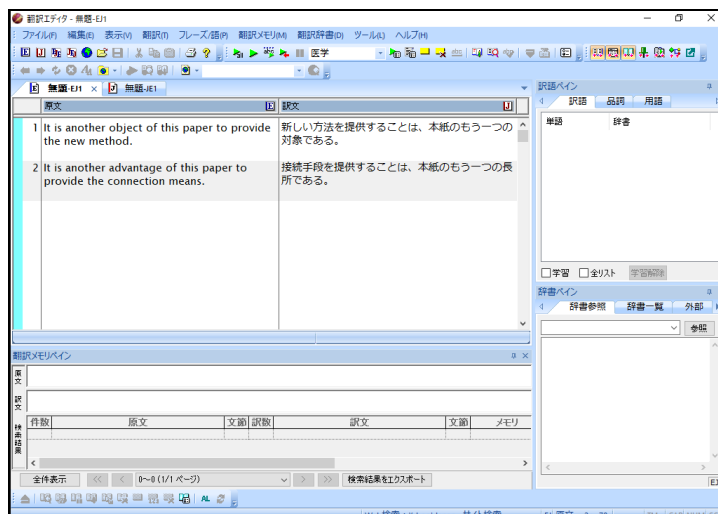 翻訳エディタ - 無題-EJ1
ファイル(F) 編集(E) 表示(V) 翻訳(T) フレーズ/語(P) 翻訳メモリ(M) 翻訳辞書(D) ツール(L) ヘルプ(H)
医学
無題-EJ1 × 無題-JE1
原文 E 訳文 J
1 It is another object of this paper to provide
the new method.
新しい方法を提供することは、本紙のもう一つの
対象である。
2 It is another advantage of this paper to
provide the connection means.
接続手段を提供することは、本紙のもう一つの長
所である。
訳語ペイン
訳語 品詞 用語
単語 辞書
学習 全リスト 学習解除
辞書ペイン
辞書参照 辞書一覧 外部
参照
翻訳メモリペイン
原文
訳文
検索結果
件数 原文 文節 訳数 訳文 文節 メモリ
全件表示 << < 0～0 (1/1 ページ) > >> 検索結果をエクスポート
AL